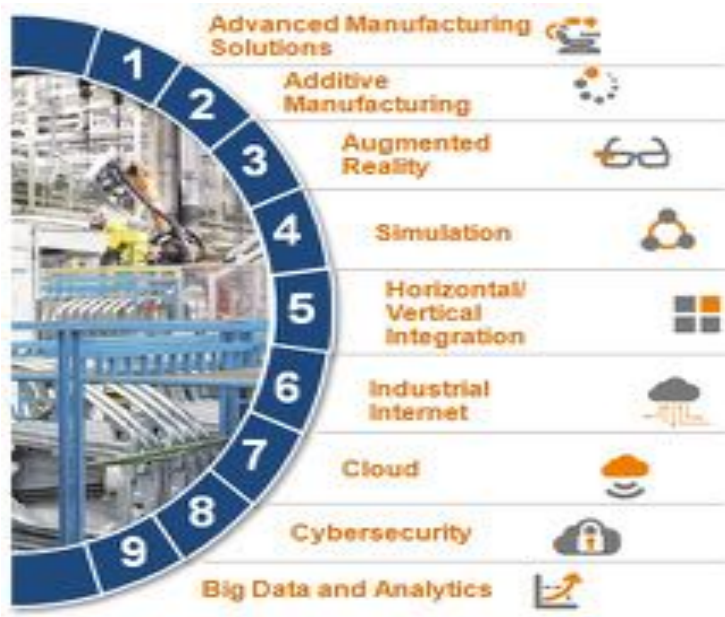 Advanced Manufacturing
Solutions
1
Additive
Manufacturing
2
Augmented
Reality
3
Simulation
4
Horizontal/
Vertical
Integration
5
Industrial
Internet
6
Cloud
7
Cybersecurity
8
Big Data and Analytics
9